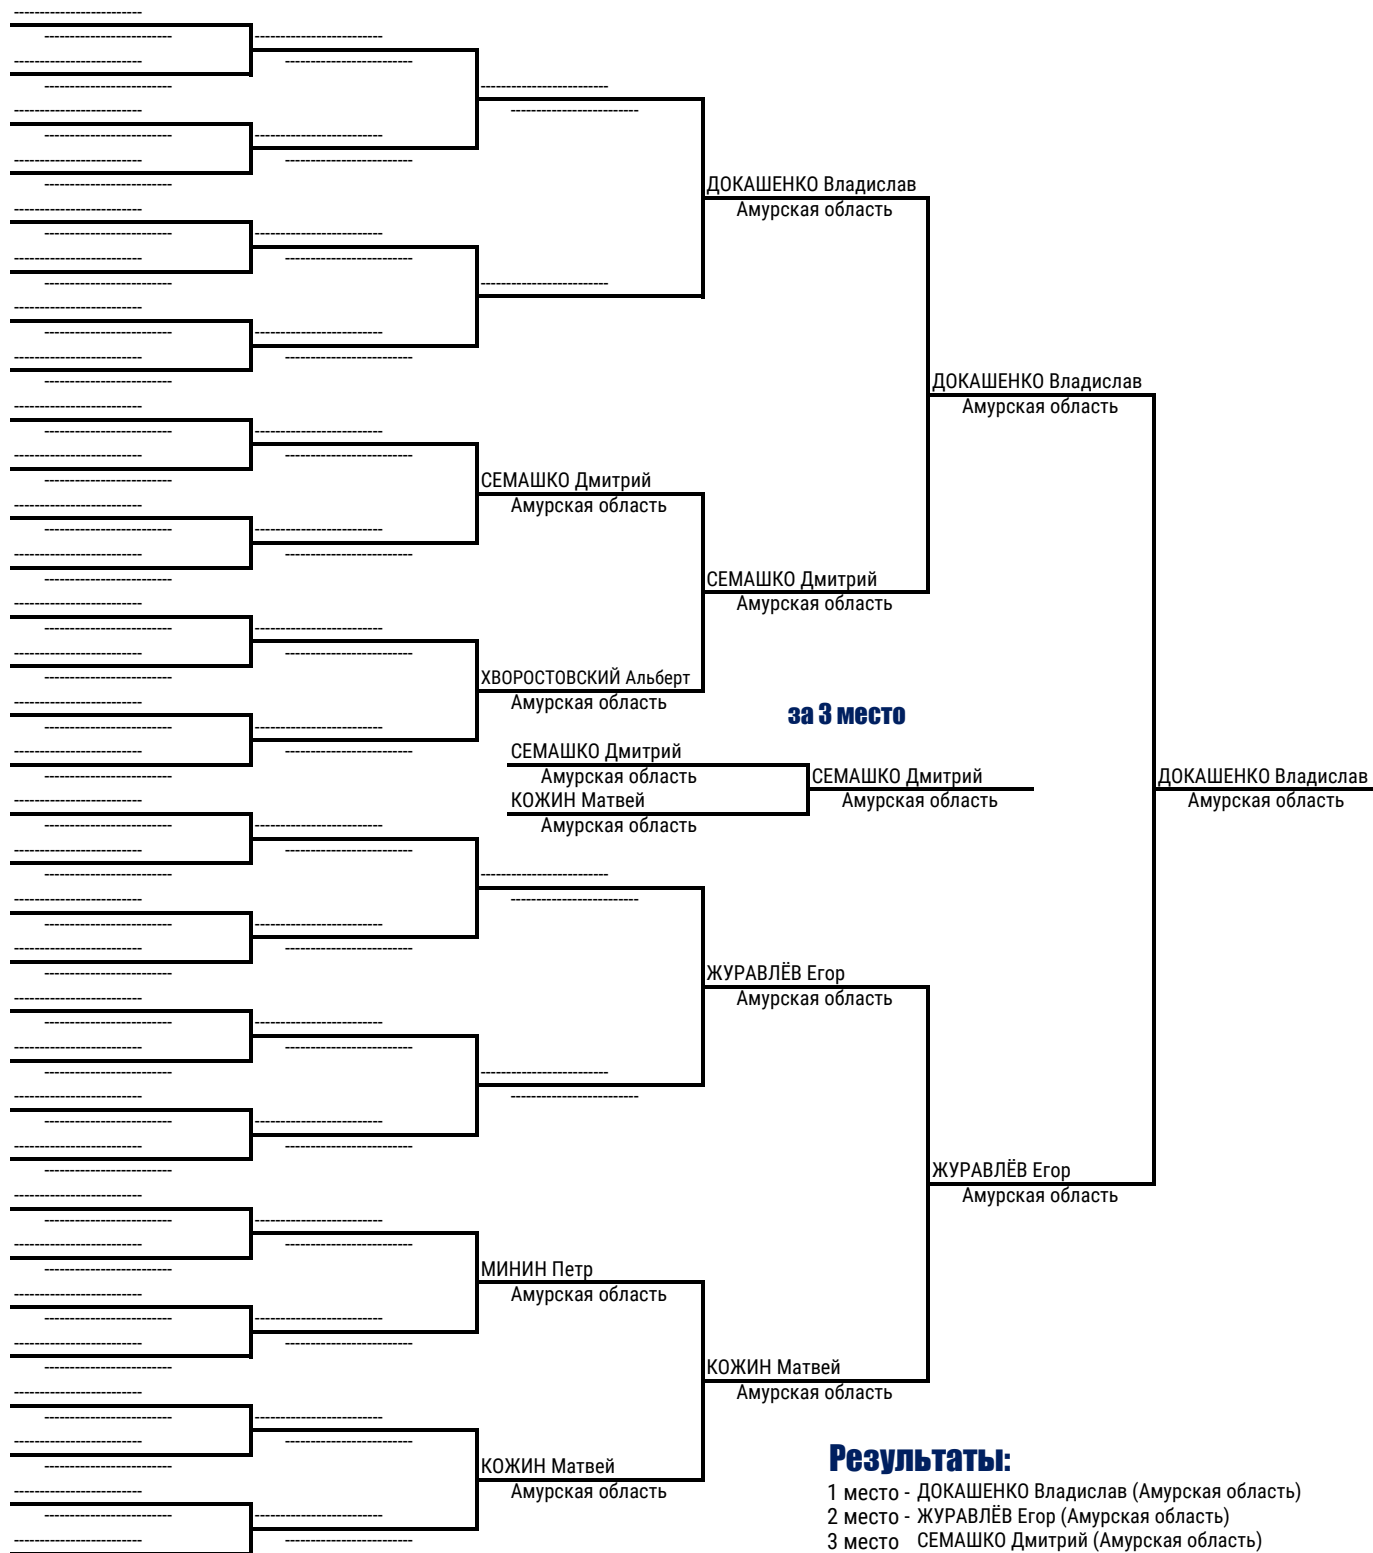 ДОКАШЕНКО Владислав
Амурская область
ДОКАШЕНКО Владислав
Амурская область
СЕМАШКО Дмитрий
Амурская область
СЕМАШКО Дмитрий
Амурская область
ХВОРОСТОВСКИЙ Альберт
Амурская область
за 3 место
СЕМАШКО Дмитрий
Амурская область
КОЖИН Матвей
Амурская область
СЕМАШКО Дмитрий
Амурская область
ДОКАШЕНКО Владислав
Амурская область
ЖУРАВЛЁВ Егор
Амурская область
ЖУРАВЛЁВ Егор
Амурская область
МИНИН Петр
Амурская область
КОЖИН Матвей
Амурская область
КОЖИН Матвей
Амурская область
Результаты:
1 место - ДОКАШЕНКО Владислав (Амурская область)
2 место - ЖУРАВЛЁВ Егор (Амурская область)
3 место СЕМАШКО Дмитрий (Амурская область)